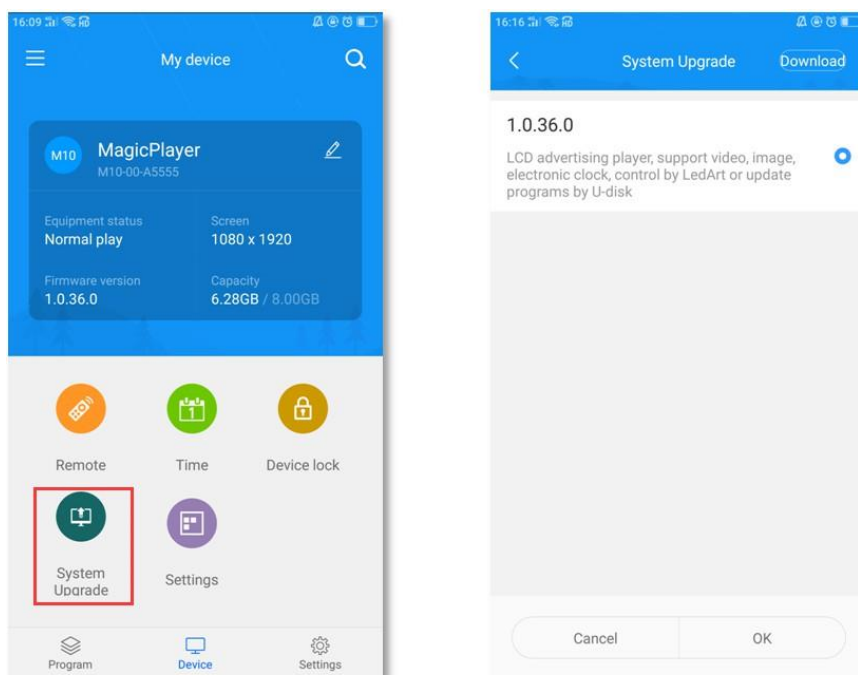 16:09
My device
M10
MagicPlayer
M10-00-A5555
Equipment status
Normal play
Screen
1080 x 1920
Firmware version
1.0.36.0
Capacity
6.28GB / 8.00GB
1
Remote
Time
Device lock
System
Upgrade
Settings
Program
Device
Settings
16:16
System Upgrade
Download
1.0.36.0
LCD advertising player, support video, image,
electronic clock, control by LedArt or update
programs by U-disk
Cancel
OK